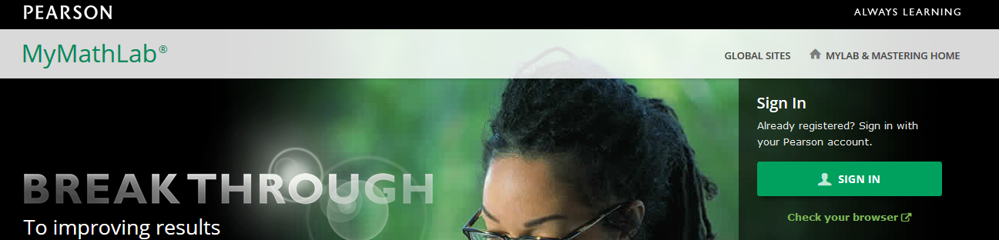 PEARSON
ALWAYS LEARNING
MyMathLab®
GLOBAL SITES
MYLAB & MASTERING HOME
BREAKTHROUGH
To improving results
Sign In
Already registered? Sign in with
your Pearson account.
SIGN IN
Check your browser